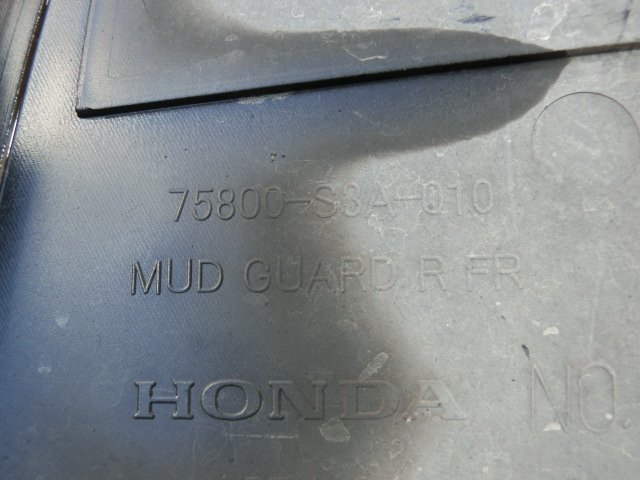 75800-S3A-010
MUD GUARD R FR
HONDA NO.